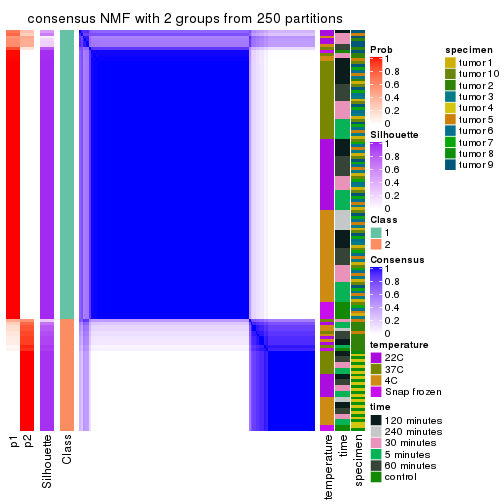 consensus NMF with 2 groups from 250 partitions
Prob
1
0.8
0.6
0.4
0.2
0
Silhouette
1
0.8
0.6
0.4
0.2
0
Class
1
2
Consensus
1
0.8
0.6
0.4
0.2
0
temperature
22C
37C
4C
Snap frozen
time
120 minutes
240 minutes
30 minutes
5 minutes
60 minutes
control
specimen
tumor 1
tumor 10
tumor 2
tumor 3
tumor 4
tumor 5
tumor 6
tumor 7
tumor 8
tumor 9
p1
p2
Silhouette
Class
temperature
time
specimen